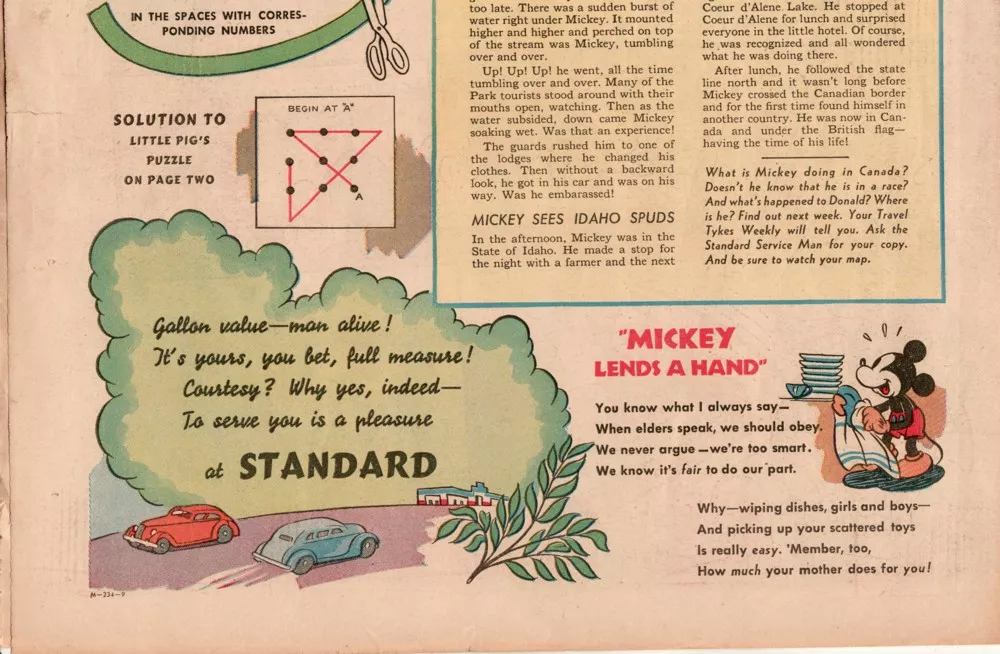 IN THE SPACES WITH CORRES-
PONDING NUMBERS
SOLUTION TO
LITTLE PIG'S
PUZZLE
ON PAGE TWO
BEGIN AT "A"
A
too late. There was a sudden burst of
water right under Mickey. It mounted
higher and higher and perched on top
of the stream was Mickey, tumbling
over and over.
Up! Up! Up! he went, all the time
tumbling over and over. Many of the
Park tourists stood around with their
mouths open, watching. Then as the
water subsided, down came Mickey
soaking wet. Was that an experience!
The guards rushed him to one of
the lodges where he changed his
clothes. Then without a backward
look, he got in his car and was on his
way. Was he embarassed!
MICKEY SEES IDAHO SPUDS
In the afternoon, Mickey was in the
State of Idaho. He made a stop for
the night with a farmer and the next
Coeur d'Alene Lake. He stopped at
Coeur d'Alene for lunch and surprised
everyone in the little hotel. Of course,
he was recognized and all wondered
what he was doing there.
After lunch, he followed the state
line north and it wasn't long before
Mickey crossed the Canadian border
and for the first time found himself in
another country. He was now in Can-
ada and under the British flag—
having the time of his life!
What is Mickey doing in Canada?
Doesn't he know that he is in a race?
And what's happened to Donald? Where
is he? Find out next week. Your Travel
Tykes Weekly will tell you. Ask the
Standard Service Man for your copy.
And be sure to watch your map.
Gallon value—man alive!
It's yours, you bet, full measure!
Courtesy? Why yes, indeed—
To serve you is a pleasure
at STANDARD
M-334-9
"MICKEY
LENDS A HAND"
You know what I always say—
When elders speak, we should obey.
We never argue—we're too smart.
We know it's fair to do our part.
Why—wiping dishes, girls and boys—
And picking up your scattered toys
Is really easy. 'Member, too,
How much your mother does for you!